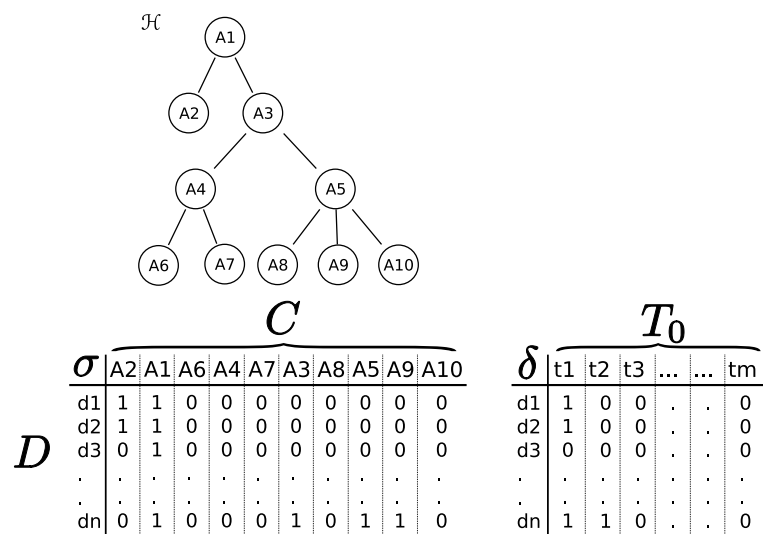 ℋ A1
A2 A3
A4 A5
A6 A7 A8 A9 A10
C T₀
σ A2 A1 A6 A4 A7 A3 A8 A5 A9 A10 δ t1 t2 t3 ... ... tm
d1 1 1 0 0 0 0 0 0 0 0 d1 1 0 0 . . 0
d2 1 1 0 0 0 0 0 0 0 0 d2 1 0 0 . . 0
D d3 0 1 0 0 0 0 0 0 0 0 d3 0 0 0 . . 0
. . . . . . . . . . . . . . . . . .
. . . . . . . . . . . . . . . . . .
dn 0 1 0 0 0 1 0 1 1 0 dn 1 1 0 . . 0